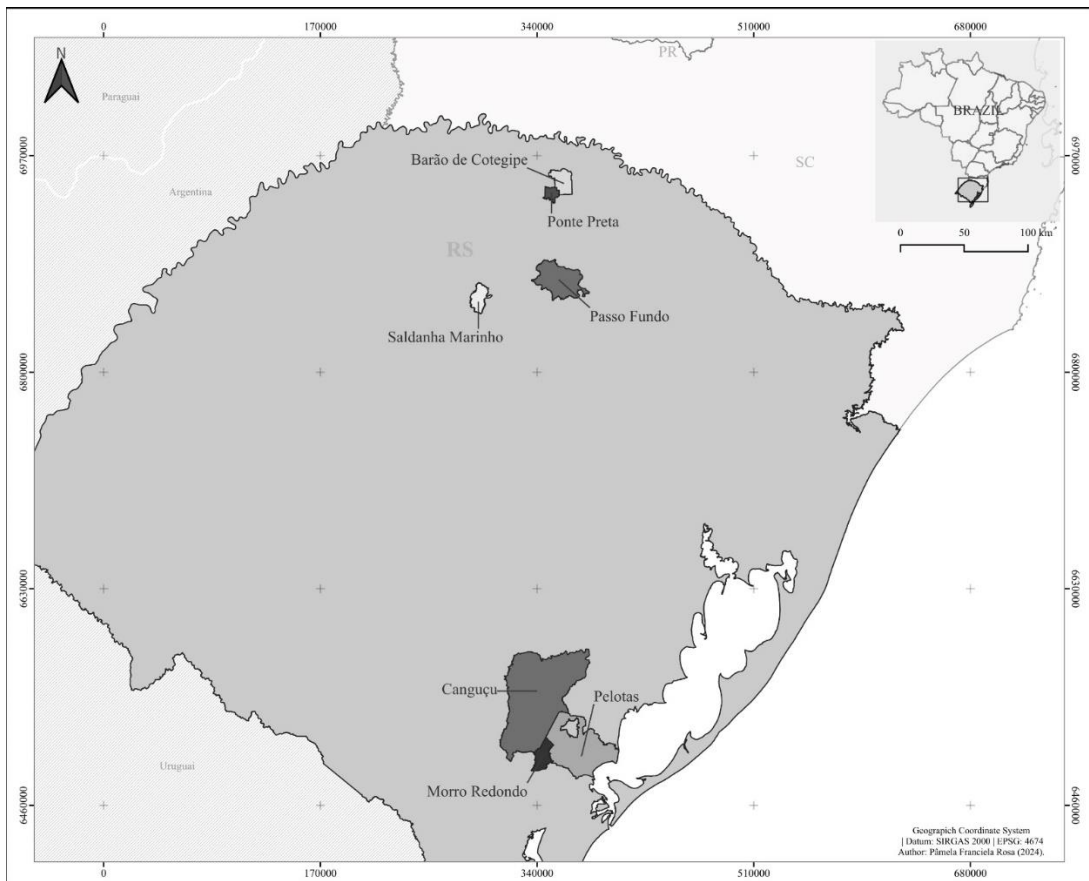 0
170000
340000
510000
680000
PR
N
Paraguai
BRAZIL
6970000
6970000
Barão de Cotegipe
SC
Argentina
Ponte Preta
RS
0
50
100 km
Passo Fundo
Saldanha Marinho
6800000
6800000
6630000
6630000
Canguçu
Pelotas
Uruguai
Morro Redondo
6460000
6460000
Geograpich Coordinate System
| Datum: SIRGAS 2000 | EPSG: 4674
Author: Pâmela Franciela Rosa (2024).
0
170000
340000
510000
680000